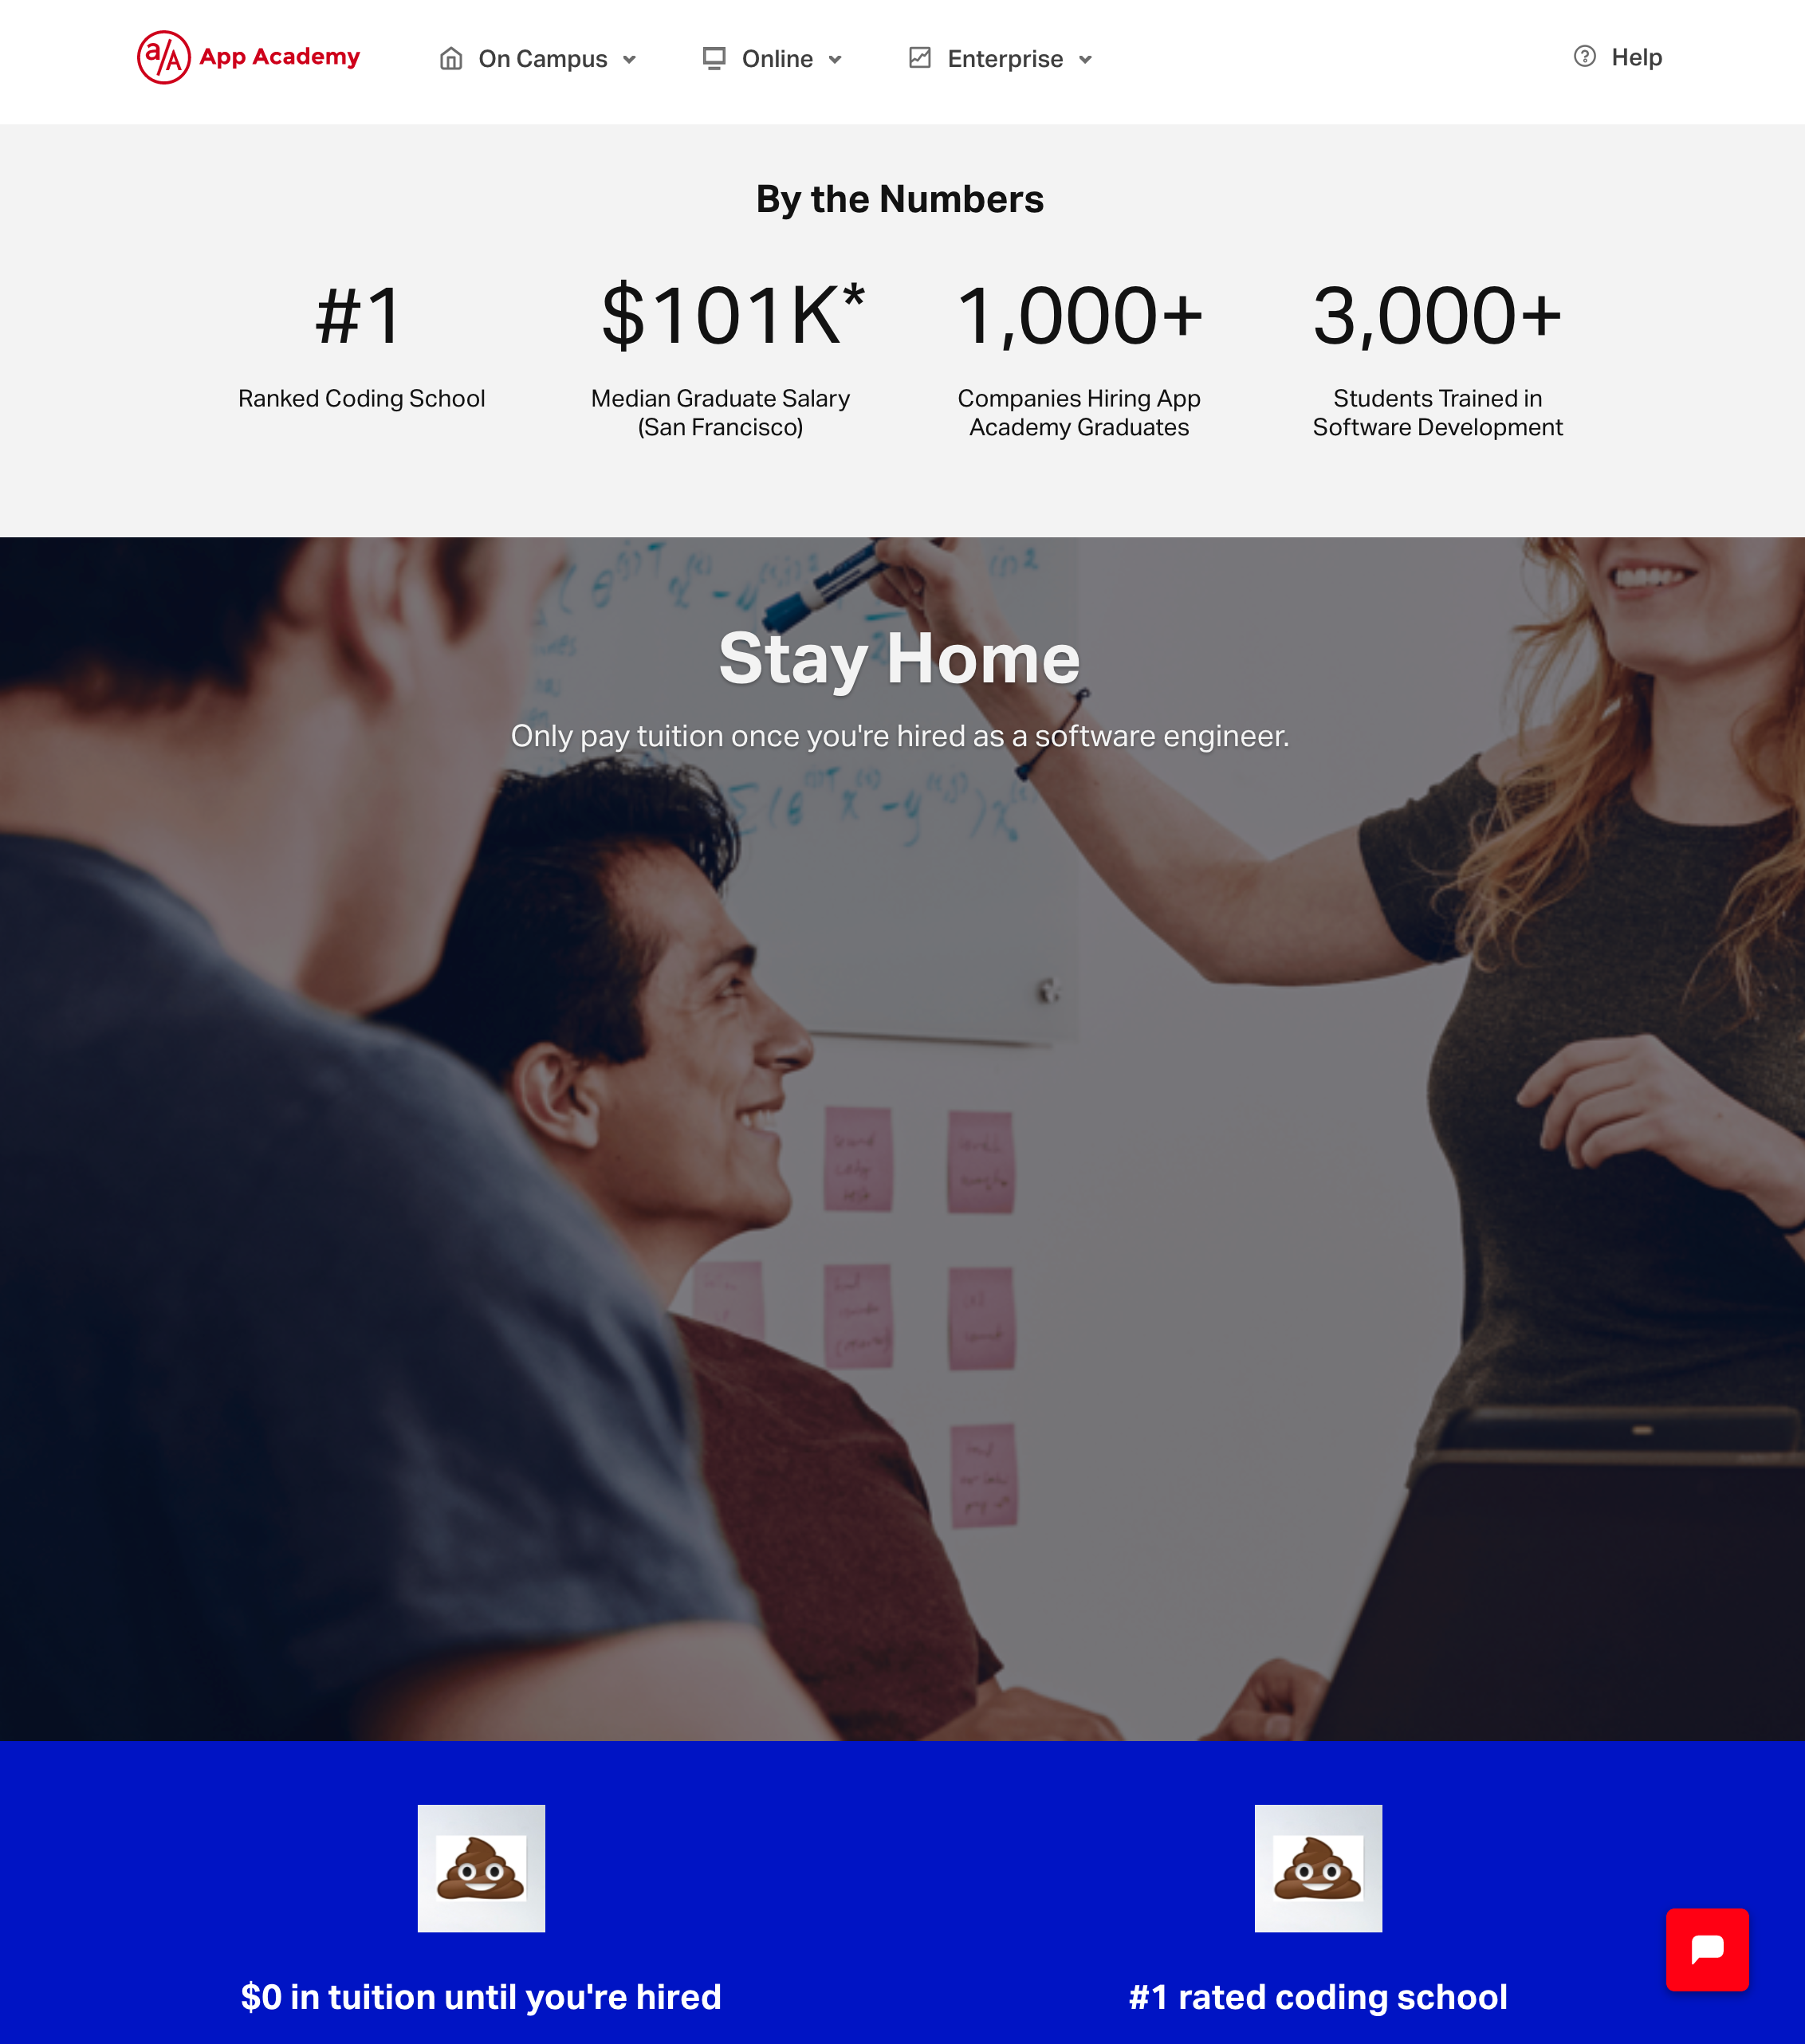 a/A App Academy
On Campus
Online
Enterprise
Help
By the Numbers
#1
Ranked Coding School
$101K*
Median Graduate Salary
(San Francisco)
1,000+
Companies Hiring App
Academy Graduates
3,000+
Students Trained in
Software Development
Stay Home
Only pay tuition once you're hired as a software engineer.
$0 in tuition until you're hired
#1 rated coding school